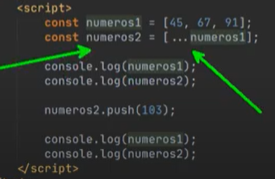 <script>
const numeros1 = [45, 67, 91];
const numeros2 = [...numeros1];
console.log(numeros1);
console.log(numeros2);
numeros2.push(103);
console.log(numeros1);
console.log(numeros2);
</script>